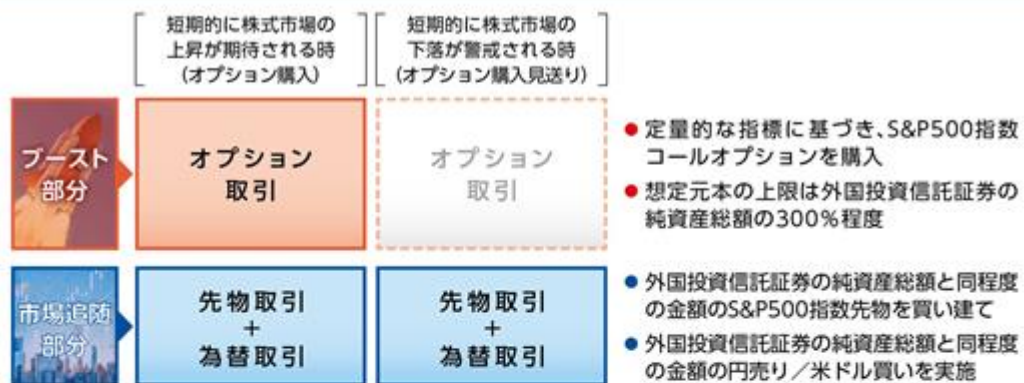 短期的に株式市場の
上昇が期待される時
(オプション購入)
短期的に株式市場の
下落が警戒される時
(オプション購入見送り)
ブースト
部分
オプション
取引
オプション
取引
●定量的な指標に基づき、S&P500指数
コールオプションを購入
●想定元本の上限は外国投資信託証券の
純資産総額の300%程度
市場追随
部分
先物取引
+
為替取引
先物取引
+
為替取引
●外国投資信託証券の純資産総額と同程度
の金額のS&P500指数先物を買い建て
●外国投資信託証券の純資産総額と同程度
の金額の円売り／米ドル買いを実施